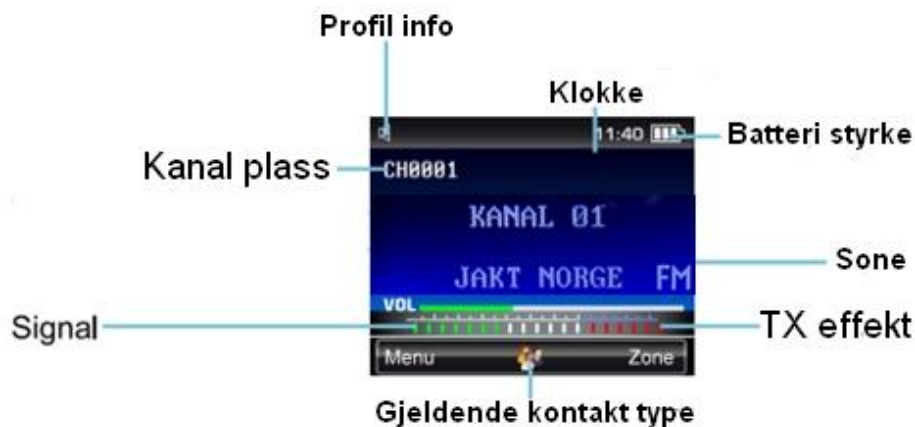 Profil info
Klokke
11:40
Batteri styrke
Kanal plass
CH0001
KANAL 01
Sone
JAKT NORGE FM
VOL
Signal
TX effekt
Menu Zone
Gjeldende kontakt type